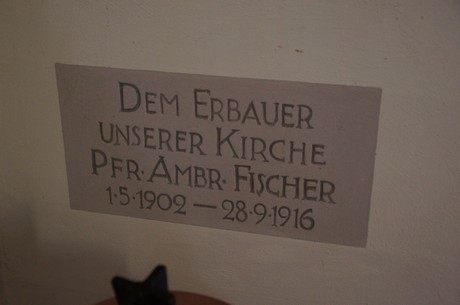 DEM ERBAUER
UNSERER KIRCHE
PFR· AMBR· FISCHER
1·5·1902 — 28·9·1916